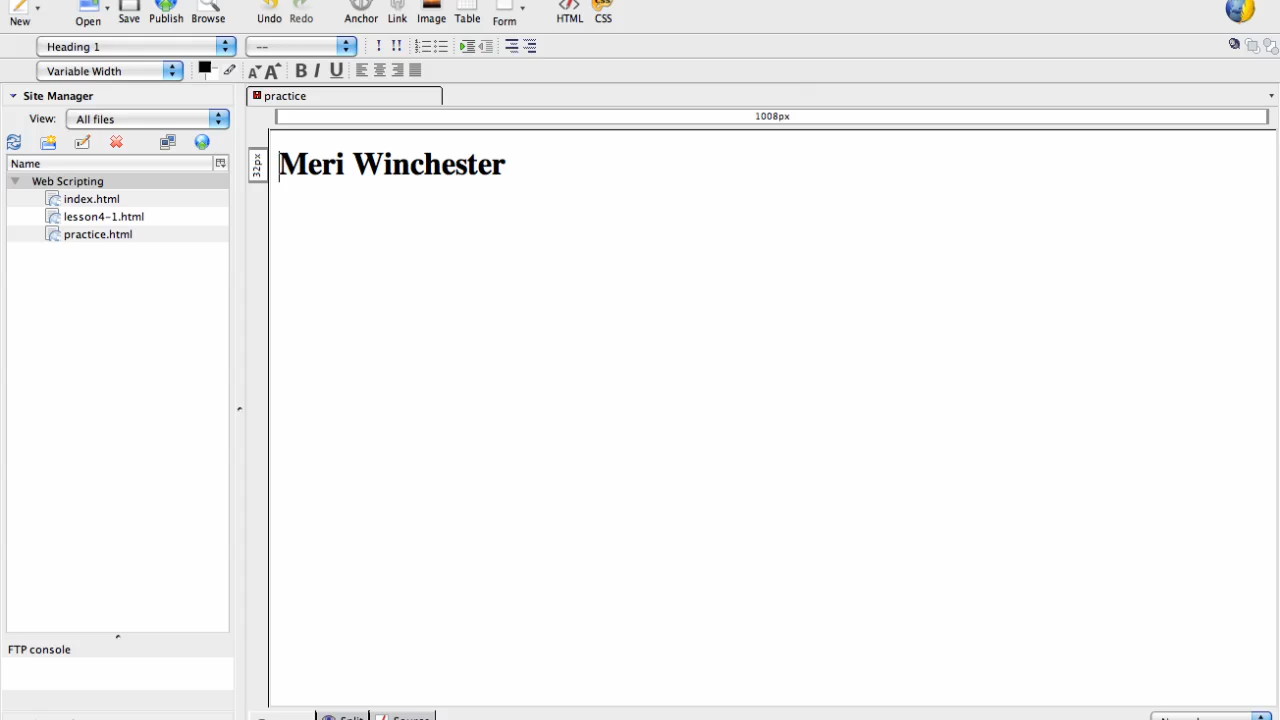 New Open Save Publish Browse Undo Redo Anchor Link Image Table Form HTML CSS
Heading 1 -- ! !!
Variable Width A A B I U
Site Manager
View: All files
Name
Web Scripting
index.html
lesson4-1.html
practice.html
FTP console
practice
1008px
32px
Meri Winchester
Split Source